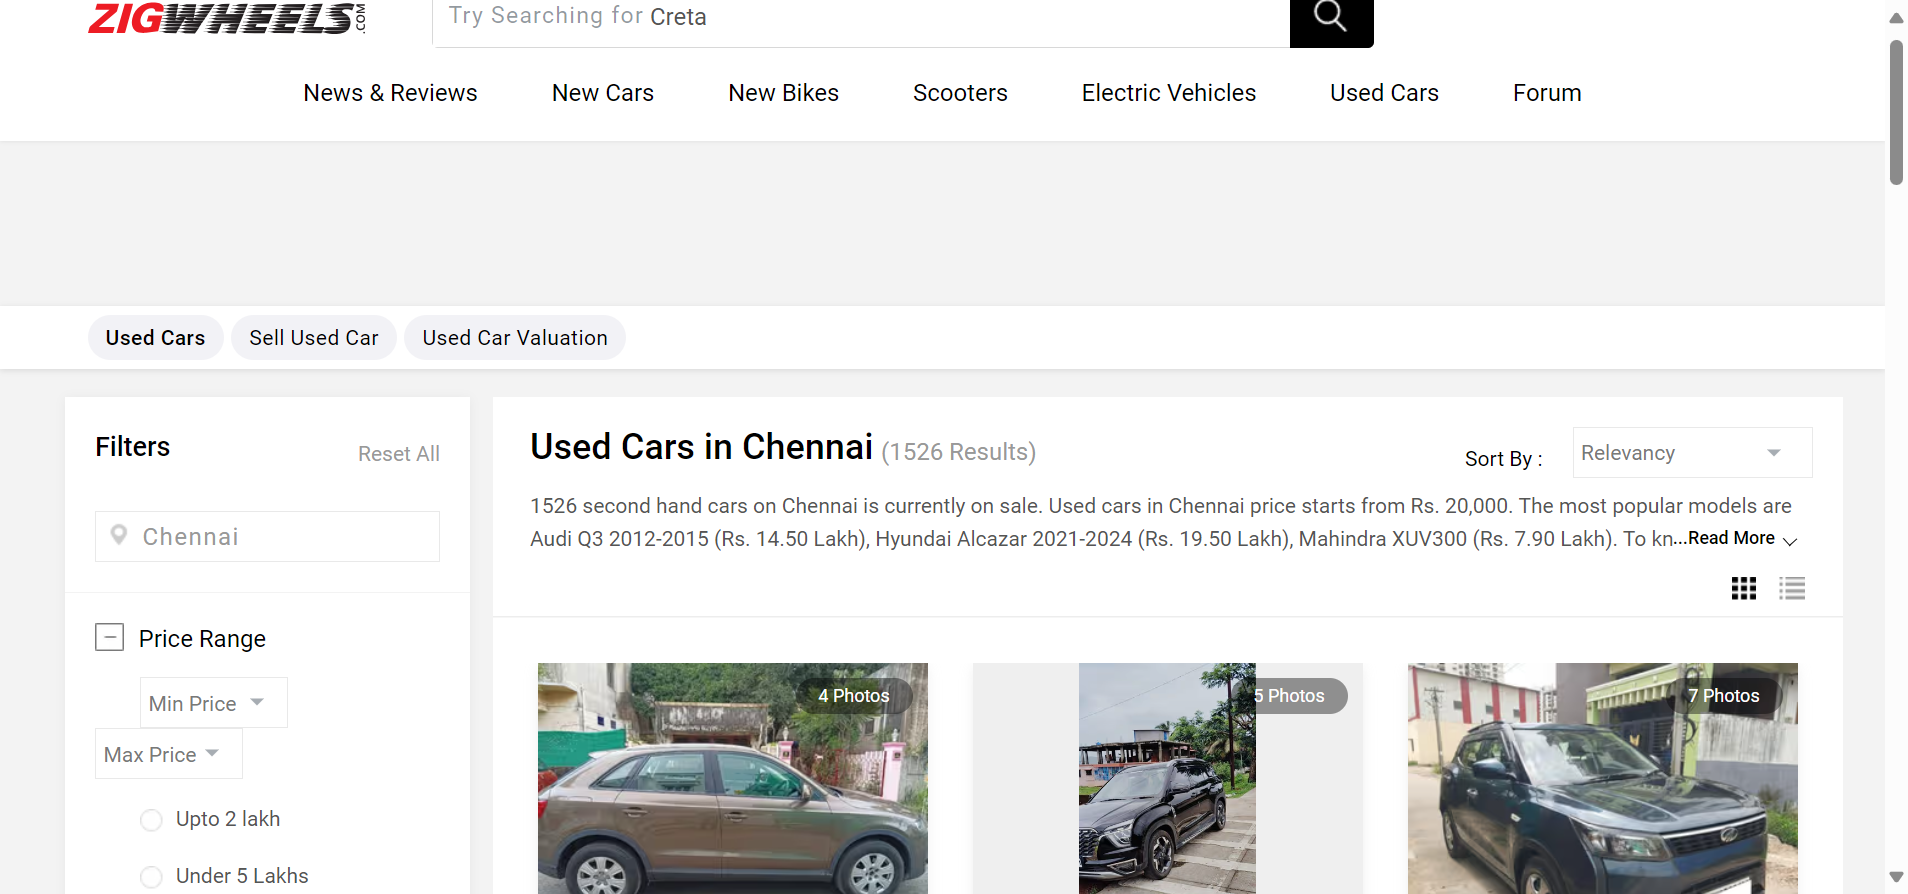 ZIGWHEELS.COM
Try Searching for Creta
News & Reviews
New Cars
New Bikes
Scooters
Electric Vehicles
Used Cars
Forum
Used Cars
Sell Used Car
Used Car Valuation
Filters
Reset All
Chennai
Price Range
Min Price
Max Price
Upto 2 lakh
Under 5 Lakhs
Used Cars in Chennai (1526 Results)
Sort By :
Relevancy
1526 second hand cars on Chennai is currently on sale. Used cars in Chennai price starts from Rs. 20,000. The most popular models are
Audi Q3 2012-2015 (Rs. 14.50 Lakh), Hyundai Alcazar 2021-2024 (Rs. 19.50 Lakh), Mahindra XUV300 (Rs. 7.90 Lakh). To kn...Read More
4 Photos
5 Photos
7 Photos